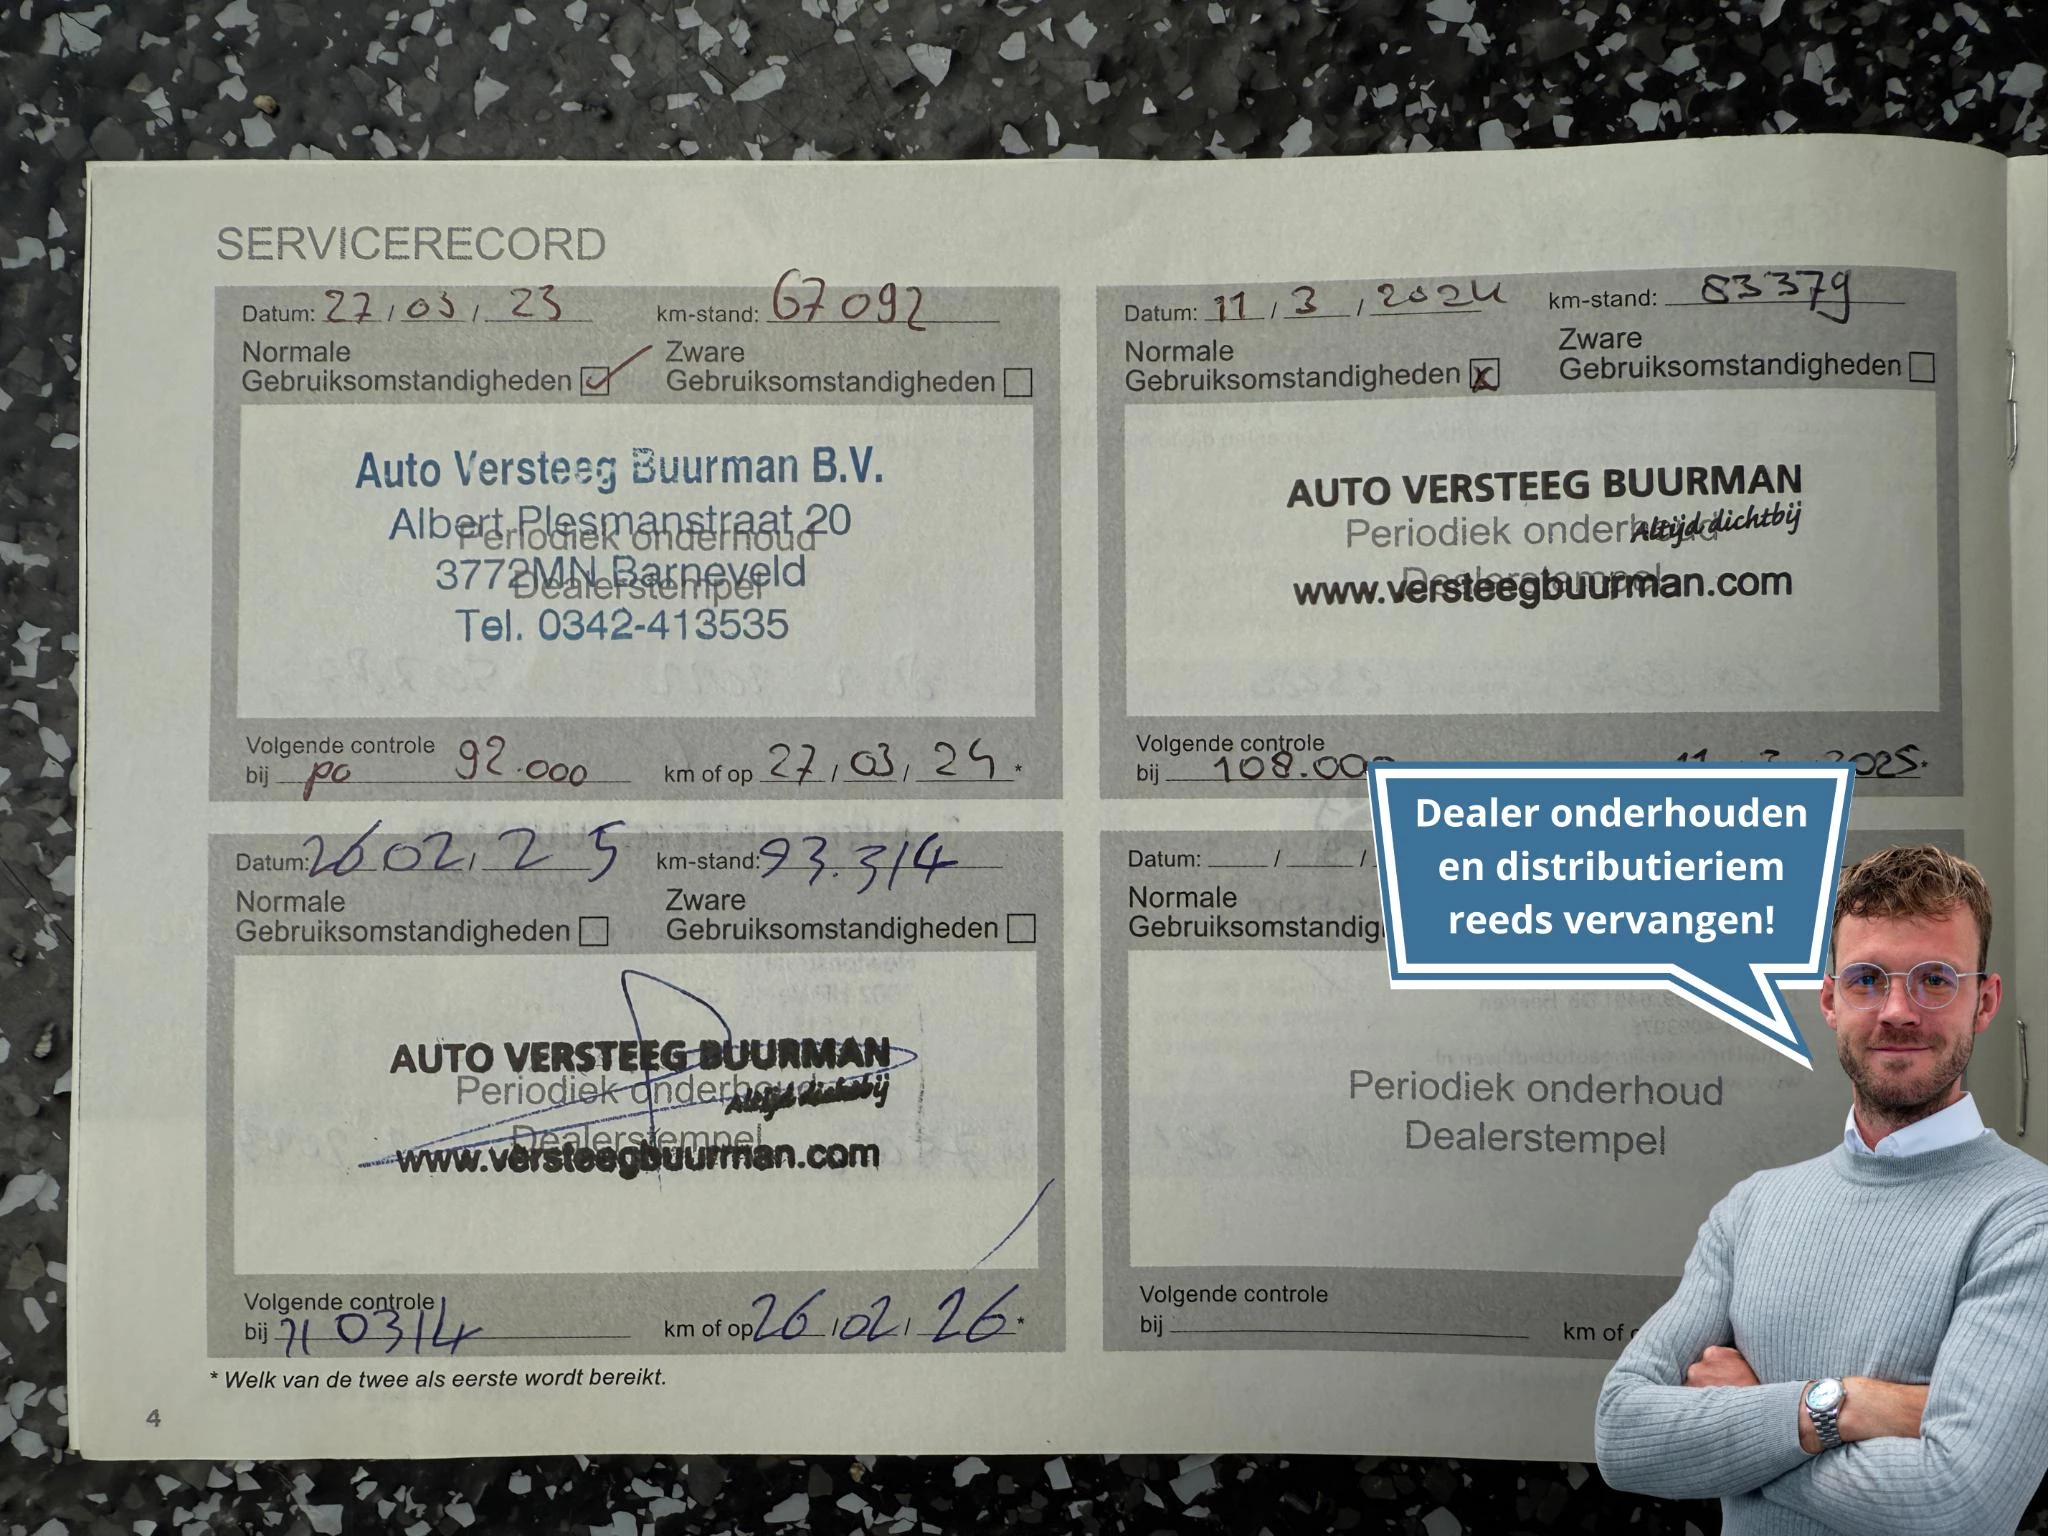 SERVICERECORD
Datum: 27 / 03 / 23 km-stand: 67092
Normale Gebruiksomstandigheden Zware Gebruiksomstandigheden
Auto Versteeg Buurman B.V.
Albert Plesmanstraat 20
Periodiek onderhoud
3772MN Barneveld
Dealerstempel
Tel. 0342-413535
Volgende controle
bij 92.000 km of op 27 / 03 / 24 *
Datum: 11 / 3 / 2024 km-stand: 83379
Normale Gebruiksomstandigheden x Zware Gebruiksomstandigheden
AUTO VERSTEEG BUURMAN
Periodiek onderhoud Altijd dichtbij
Dealerstempel
www.versteegbuurman.com
Volgende controle
bij 108.000 2025 *
Datum: 26 02 / 25 km-stand: 93.314
Normale Gebruiksomstandigheden Zware Gebruiksomstandigheden
AUTO VERSTEEG BUURMAN
Periodiek onderhoud Altijd dichtbij
Dealerstempel
www.versteegbuurman.com
Volgende controle
bij km of op 26 / 02 / 26 *
Datum: / /
Normale
Periodiek onderhoud
Dealerstempel
Volgende controle
bij km of
* Welk van de twee als eerste wordt bereikt.
4
Dealer onderhouden
en distributieriem
reeds vervangen!